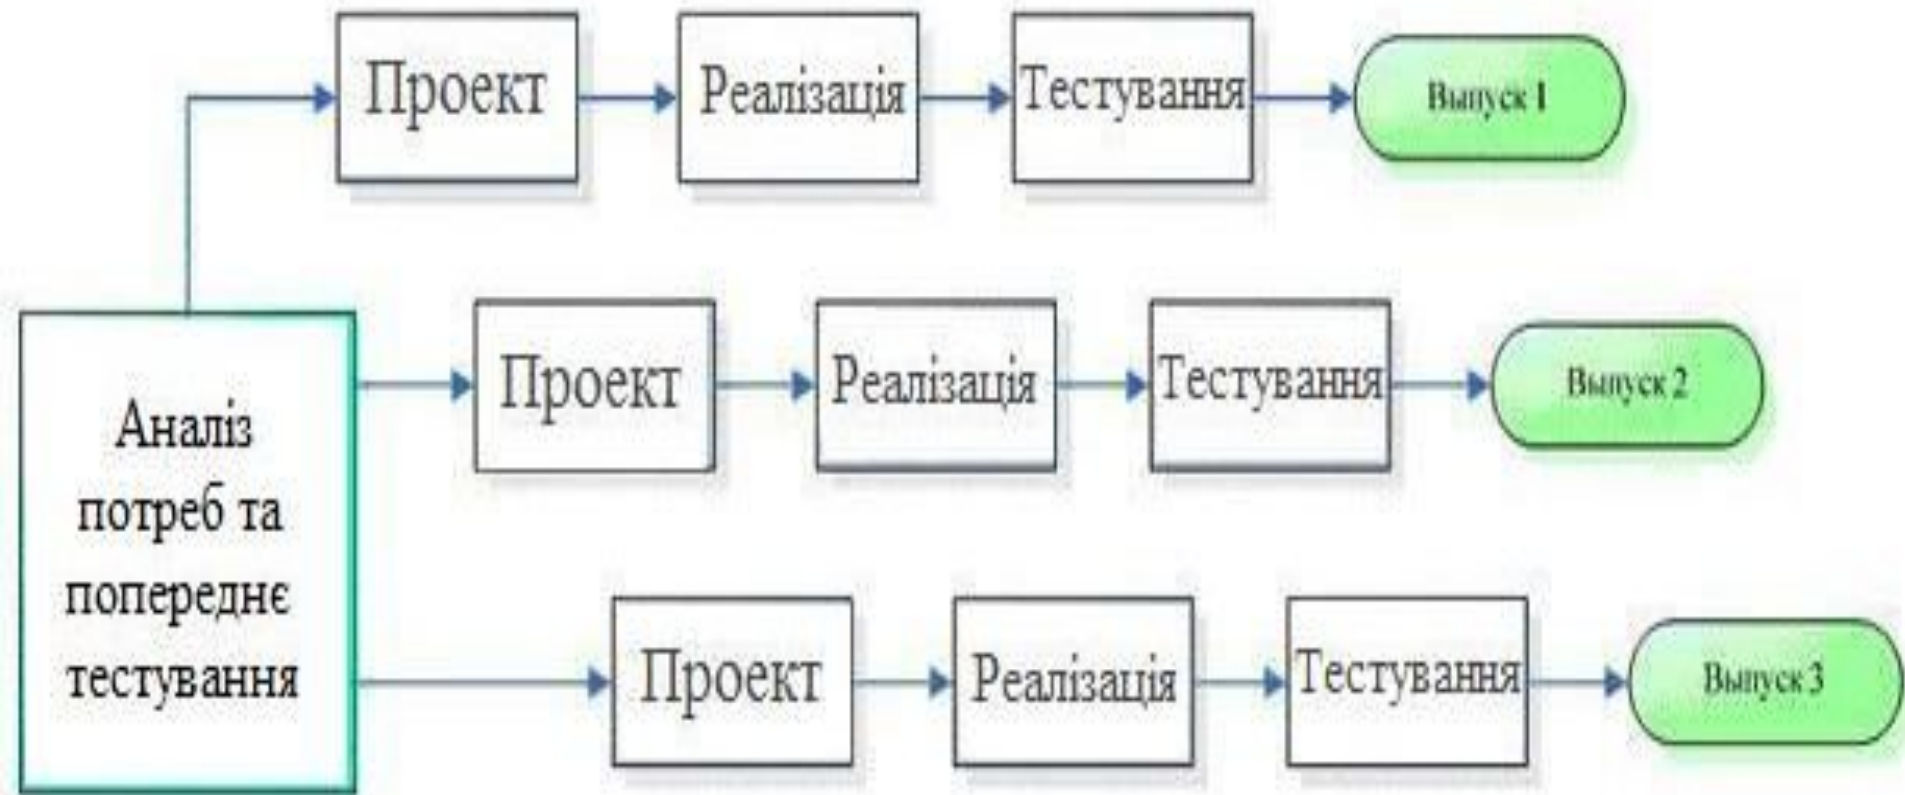 Проект
Реалізація
Тестування
Выпуск 1
Проект
Реалізація
Тестування
Выпуск 2
Аналіз
потреб та
попереднє
тестування
Проект
Реалізація
Тестування
Выпуск 3